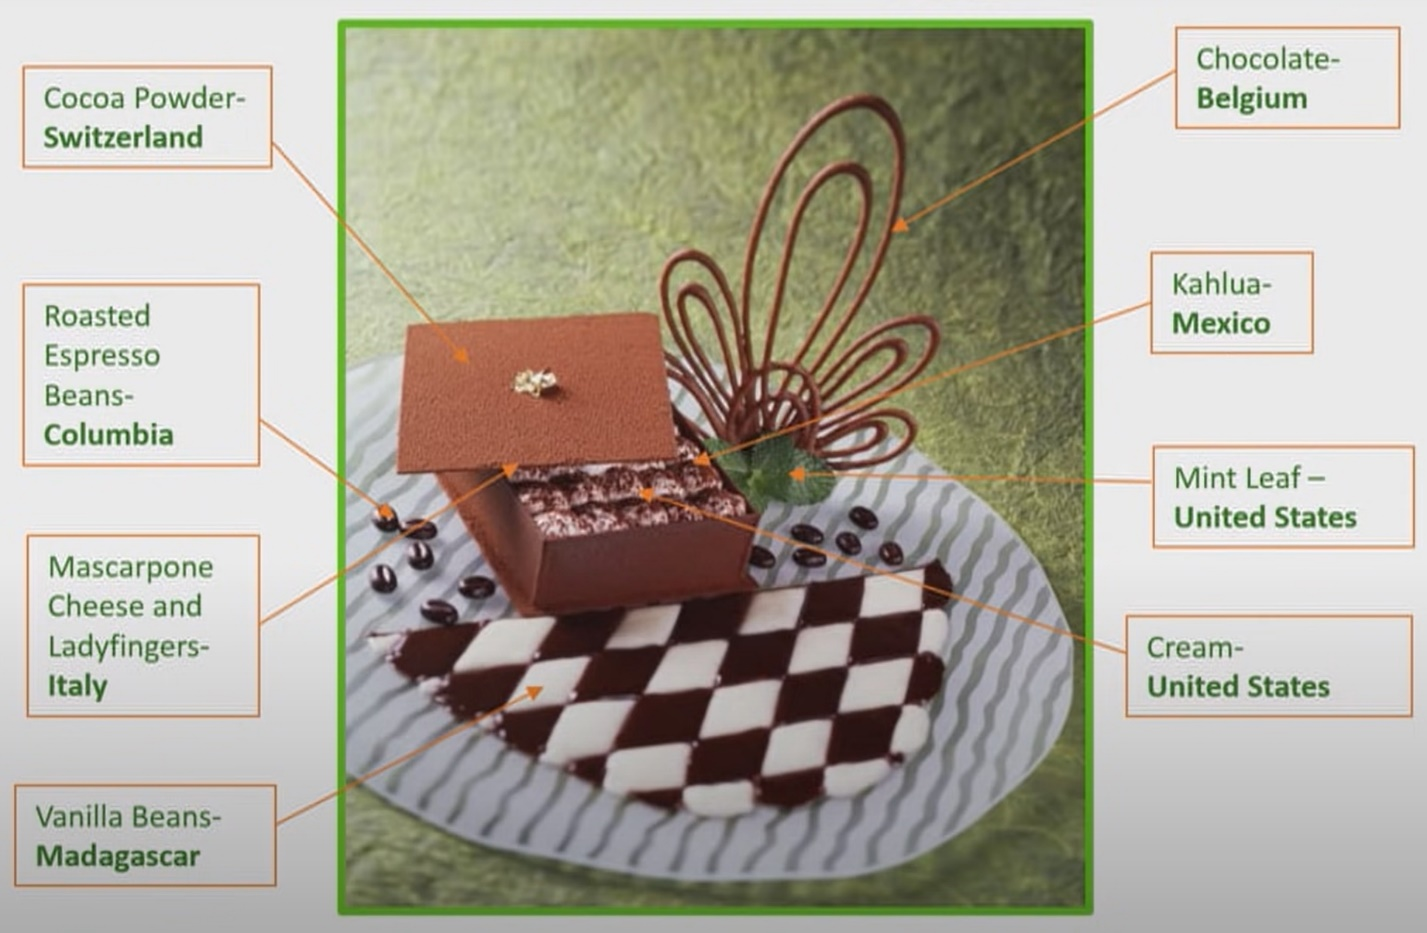 Cocoa Powder-
Switzerland
Roasted
Espresso
Beans-
Columbia
Mascarpone
Cheese and
Ladyfingers-
Italy
Vanilla Beans-
Madagascar
Chocolate-
Belgium
Kahlua-
Mexico
Mint Leaf –
United States
Cream-
United States